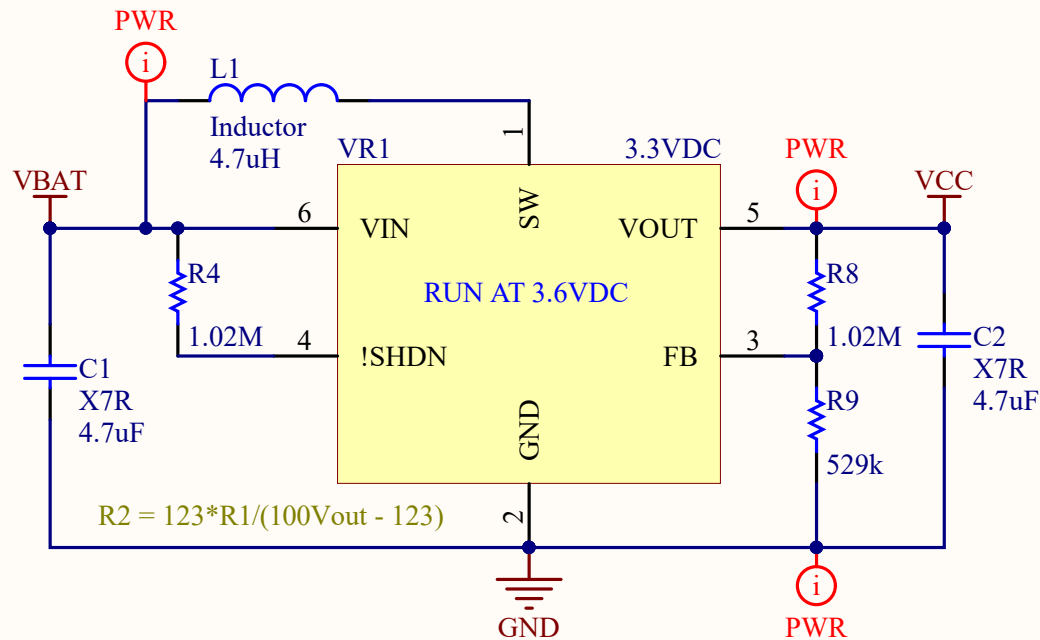 PWR
i
L1
Inductor
4.7uH
1
VR1
3.3VDC
PWR
i
VBAT
VCC
6
VIN
SW
VOUT
5
R4
1.02M
RUN AT 3.6VDC
R8
1.02M
4
!SHDN
FB
3
C1
X7R
4.7uF
C2
X7R
4.7uF
R9
529k
GND
2
R2 = 123*R1/(100Vout - 123)
GND
i
PWR